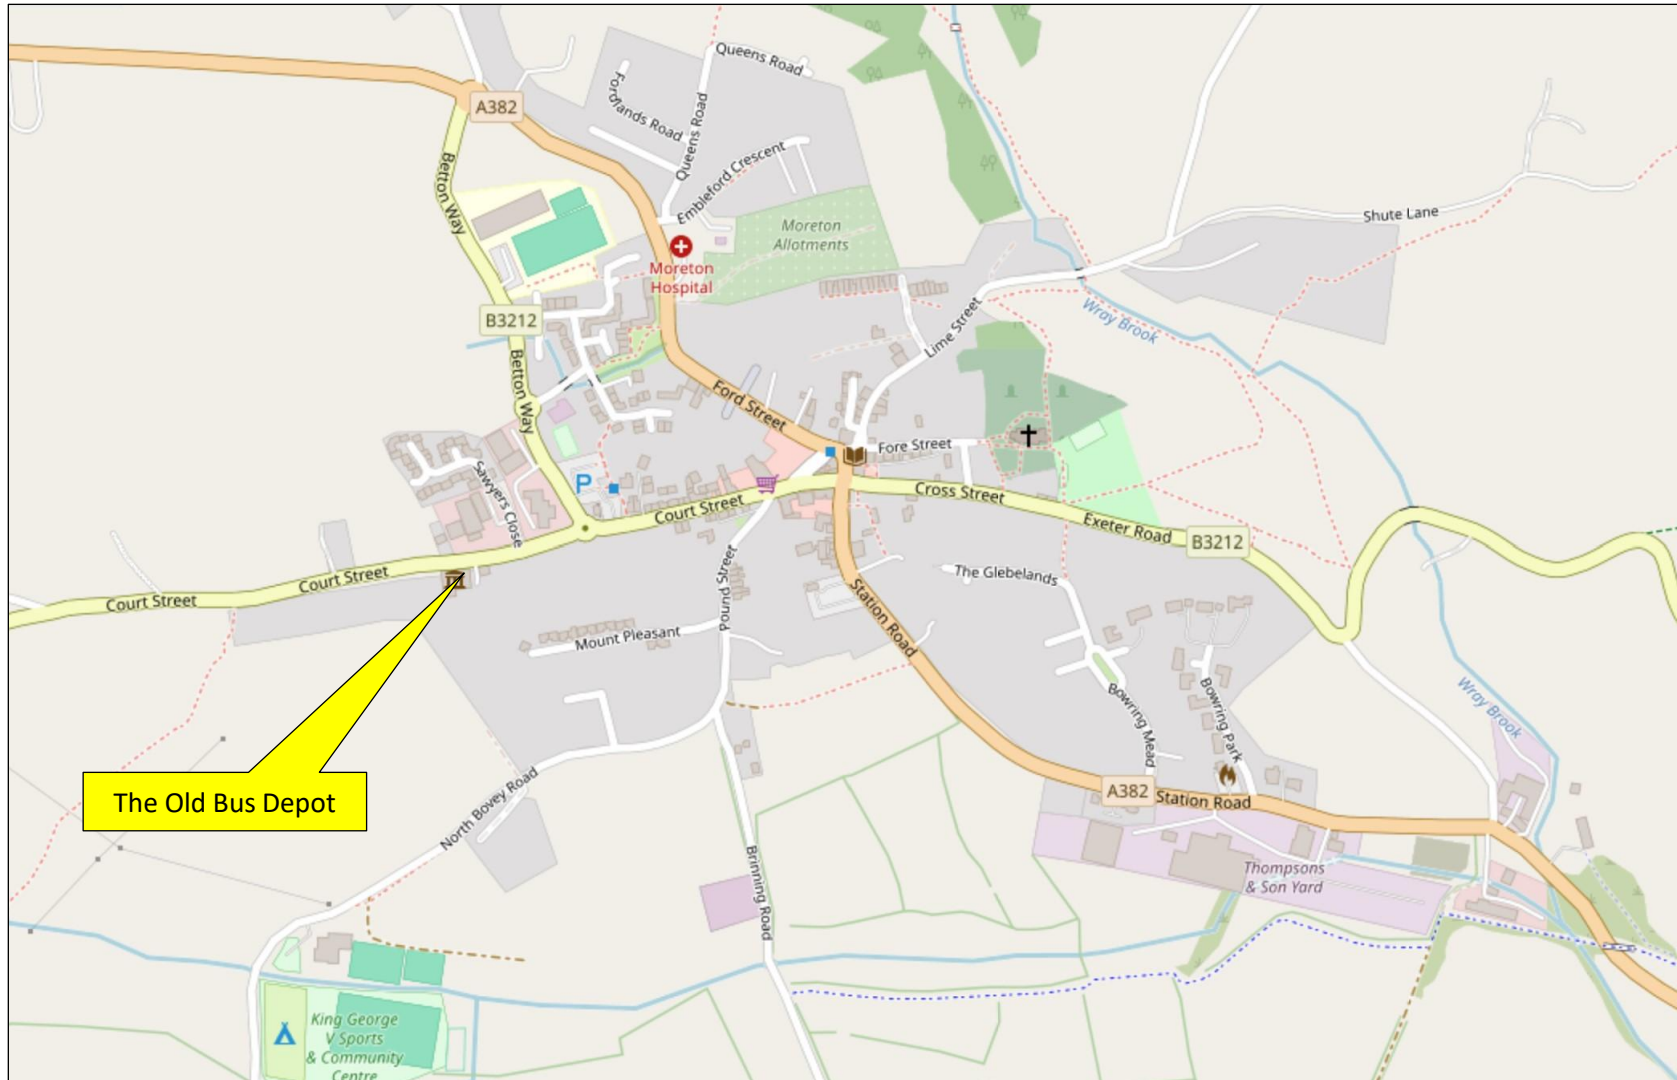 Queens Road
Fordlands Road
Queens Road
A382
Embleford Crescent
Betton Way
Moreton
Allotments
Shute Lane
Moreton
Hospital
Wray Brook
B3212
Lime Street
Betton Way
Ford Street
Fore Street
Sawyers Close
P
Court Street
Cross Street
Exeter Road
B3212
Court Street
Court Street
Pound Street
The Glebelands
Station Road
Mount Pleasant
Bowring Mead
Bowring Park
Wray Brook
The Old Bus Depot
A382
Station Road
North Bovey Road
Brinning Road
Thompsons
& Son Yard
King George
V Sports
& Community
Centre